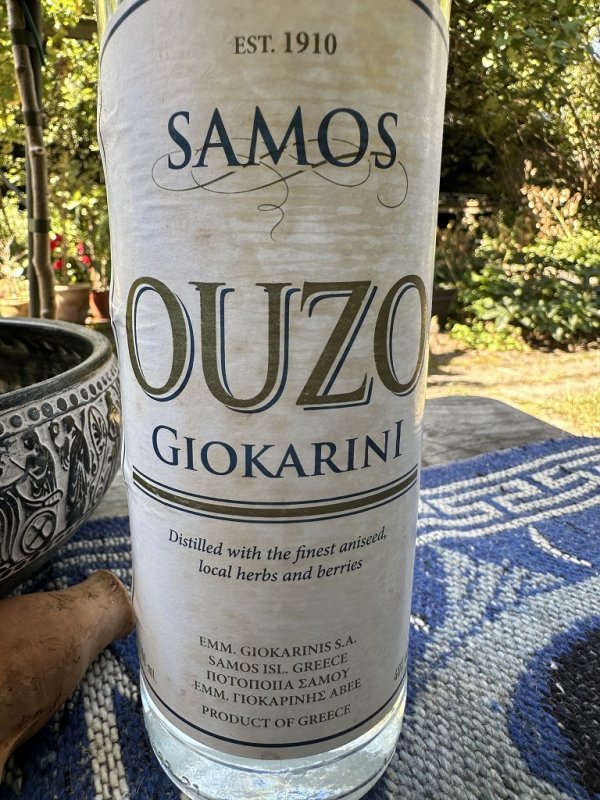 EST. 1910
SAMOS
OUZO
GIOKARINI
Distilled with the finest aniseed,
local herbs and berries
EMM. GIOKARINIS S.A.
SAMOS ISL. GREECE
ΠΟΤΟΠΟΙΙΑ ΣΑΜΟΥ
ΕΜΜ. ΓΙΟΚΑΡΙΝΗΣ ΑΒΕΕ
PRODUCT OF GREECE